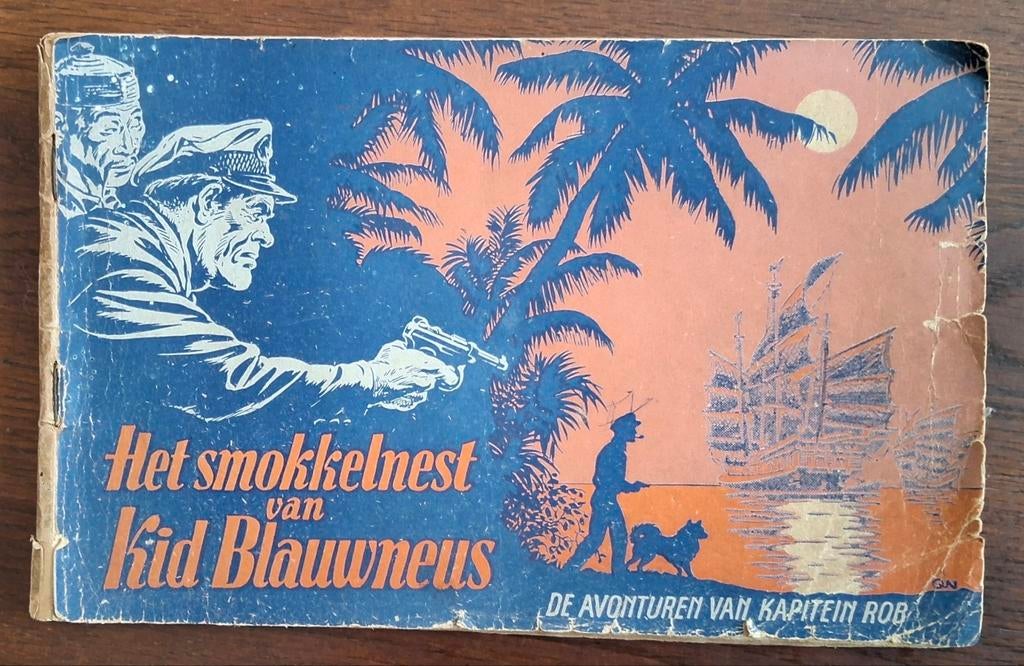 Het smokkelnest
van
Kid Blauwneus
DE AVONTUREN VAN KAPITEIN ROB